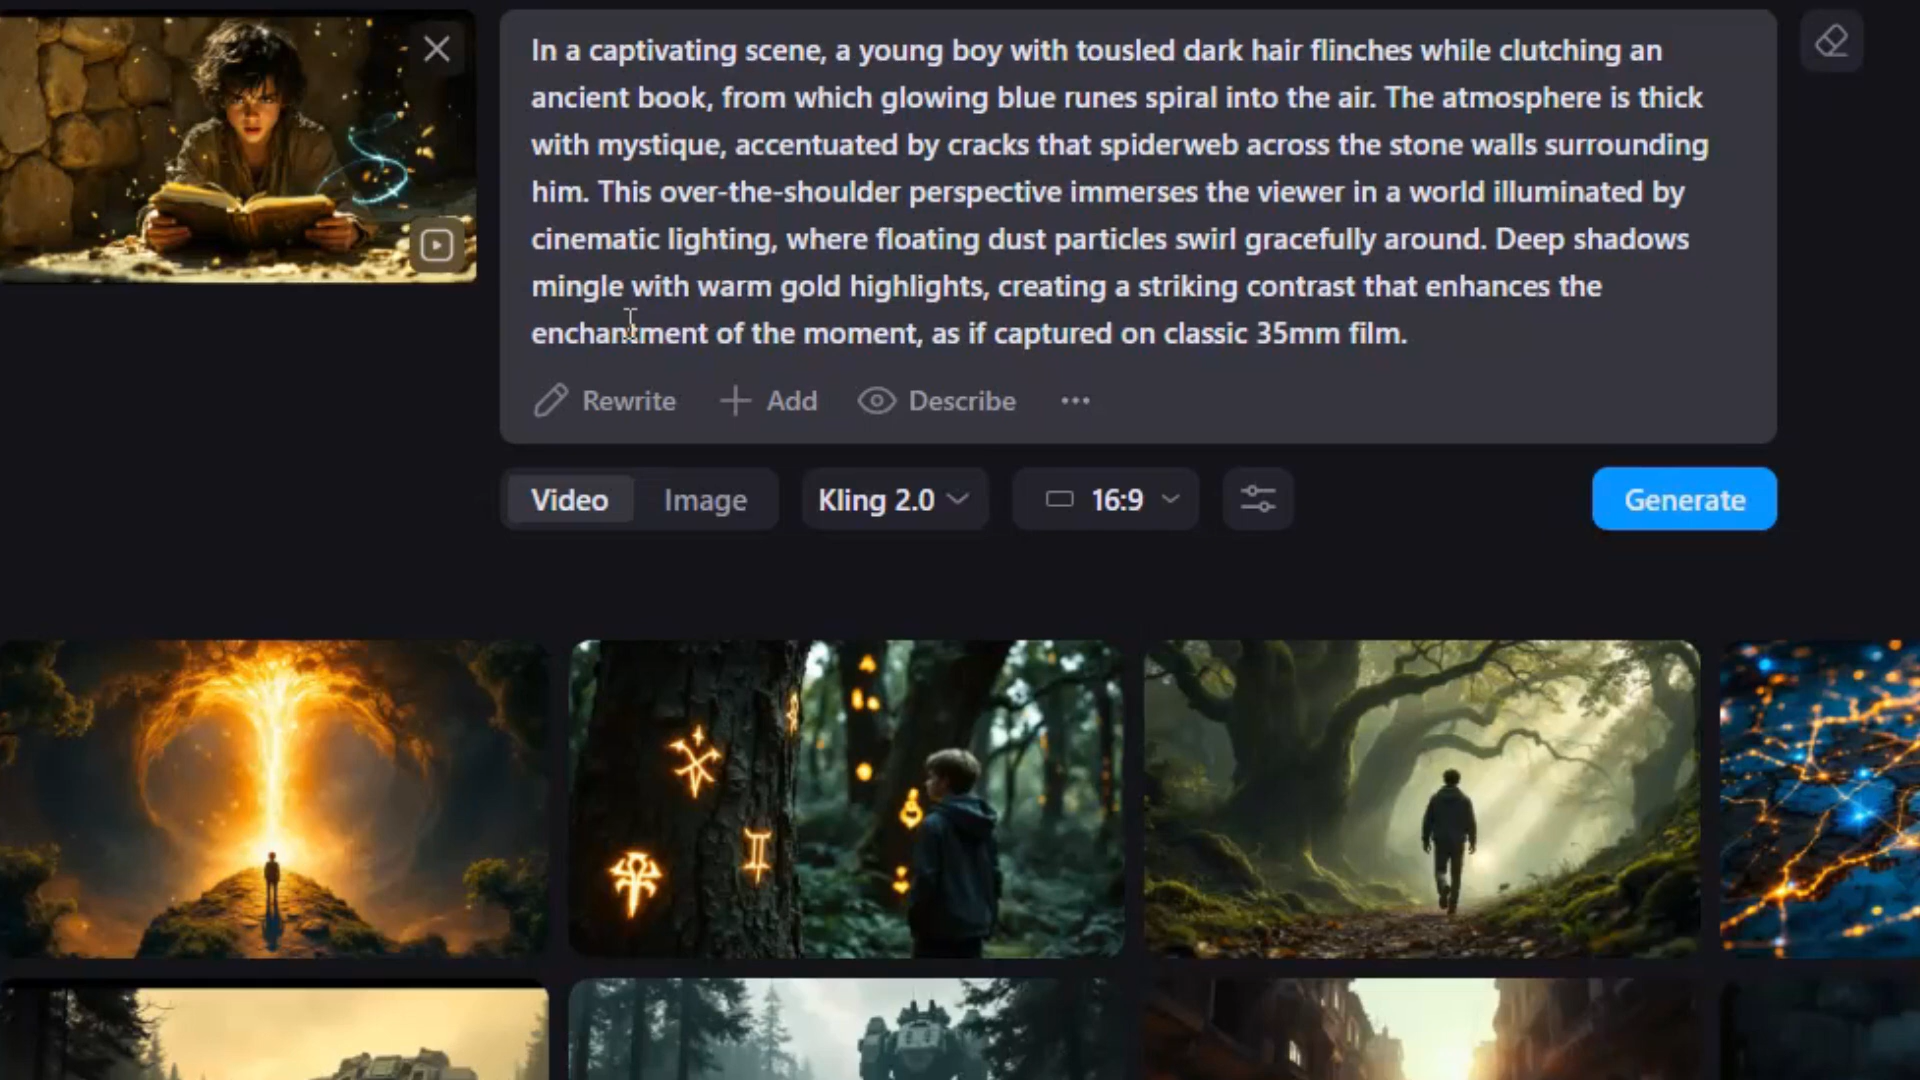 In a captivating scene, a young boy with tousled dark hair flinches while clutching an
ancient book, from which glowing blue runes spiral into the air. The atmosphere is thick
with mystique, accentuated by cracks that spiderweb across the stone walls surrounding
him. This over-the-shoulder perspective immerses the viewer in a world illuminated by
cinematic lighting, where floating dust particles swirl gracefully around. Deep shadows
mingle with warm gold highlights, creating a striking contrast that enhances the
enchantment of the moment, as if captured on classic 35mm film.
Rewrite Add Describe ···
Video Image Kling 2.0 16:9 Generate